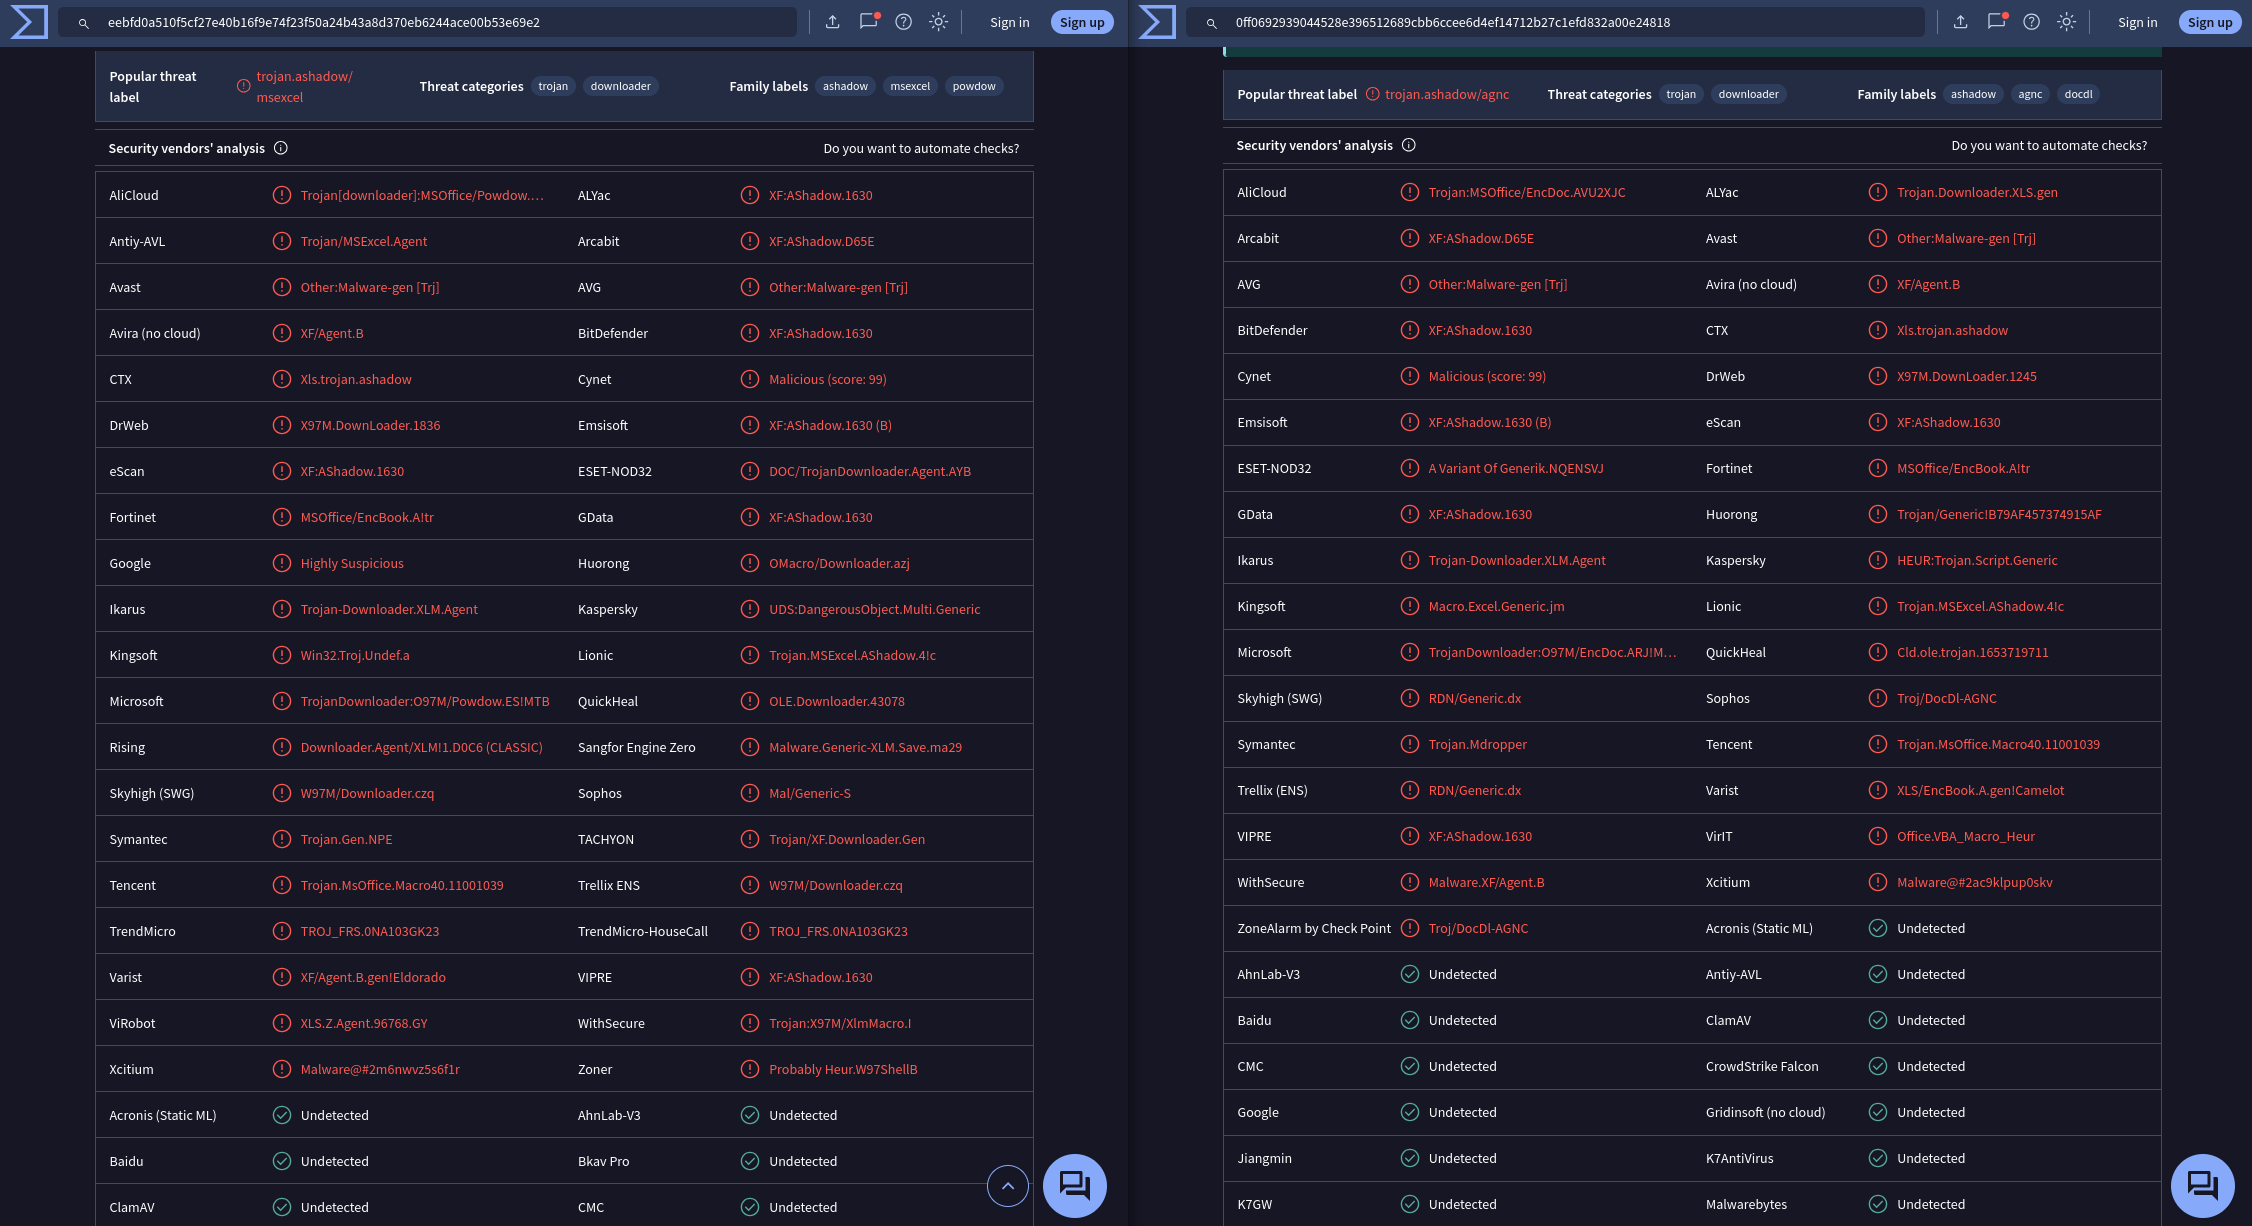 eebfd0a510f5cf27e40b16f9e74f23f50a24b43a8d370eb6244ace00b53e69e2
Sign in
Sign up
Popular threat label
trojan.ashadow/
msexcel
Threat categories
trojan
downloader
Family labels
ashadow
msexcel
powdow
Security vendors' analysis
Do you want to automate checks?
AliCloud Trojan[downloader]:MSOffice/Powdow.… ALYac XF:AShadow.1630
Antiy-AVL Trojan/MSExcel.Agent Arcabit XF:AShadow.D65E
Avast Other:Malware-gen [Trj] AVG Other:Malware-gen [Trj]
Avira (no cloud) XF/Agent.B BitDefender XF:AShadow.1630
CTX Xls.trojan.ashadow Cynet Malicious (score: 99)
DrWeb X97M.DownLoader.1836 Emsisoft XF:AShadow.1630 (B)
eScan XF:AShadow.1630 ESET-NOD32 DOC/TrojanDownloader.Agent.AYB
Fortinet MSOffice/EncBook.A!tr GData XF:AShadow.1630
Google Highly Suspicious Huorong OMacro/Downloader.azj
Ikarus Trojan-Downloader.XLM.Agent Kaspersky UDS:DangerousObject.Multi.Generic
Kingsoft Win32.Troj.Undef.a Lionic Trojan.MSExcel.AShadow.4!c
Microsoft TrojanDownloader:O97M/Powdow.ES!MTB QuickHeal OLE.Downloader.43078
Rising Downloader.Agent/XLM!1.D0C6 (CLASSIC) Sangfor Engine Zero Malware.Generic-XLM.Save.ma29
Skyhigh (SWG) W97M/Downloader.czq Sophos Mal/Generic-S
Symantec Trojan.Gen.NPE TACHYON Trojan/XF.Downloader.Gen
Tencent Trojan.MsOffice.Macro40.11001039 Trellix ENS W97M/Downloader.czq
TrendMicro TROJ_FRS.0NA103GK23 TrendMicro-HouseCall TROJ_FRS.0NA103GK23
Varist XF/Agent.B.gen!Eldorado VIPRE XF:AShadow.1630
ViRobot XLS.Z.Agent.96768.GY WithSecure Trojan:X97M/XlmMacro.I
Xcitium Malware@#2m6nwvz5s6f1r Zoner Probably Heur.W97ShellB
Acronis (Static ML) Undetected AhnLab-V3 Undetected
Baidu Undetected Bkav Pro Undetected
ClamAV Undetected CMC Undetected
0ff0692939044528e396512689cbb6ccee6d4ef14712b27c1efd832a00e24818
Sign in
Sign up
Popular threat label
trojan.ashadow/agnc
Threat categories
trojan
downloader
Family labels
ashadow
agnc
docdl
Security vendors' analysis
Do you want to automate checks?
AliCloud Trojan:MSOffice/EncDoc.AVU2XJC ALYac Trojan.Downloader.XLS.gen
Arcabit XF:AShadow.D65E Avast Other:Malware-gen [Trj]
AVG Other:Malware-gen [Trj] Avira (no cloud) XF/Agent.B
BitDefender XF:AShadow.1630 CTX Xls.trojan.ashadow
Cynet Malicious (score: 99) DrWeb X97M.DownLoader.1245
Emsisoft XF:AShadow.1630 (B) eScan XF:AShadow.1630
ESET-NOD32 A Variant Of Generik.NQENSVJ Fortinet MSOffice/EncBook.A!tr
GData XF:AShadow.1630 Huorong Trojan/Generic!B79AF457374915AF
Ikarus Trojan-Downloader.XLM.Agent Kaspersky HEUR:Trojan.Script.Generic
Kingsoft Macro.Excel.Generic.jm Lionic Trojan.MSExcel.AShadow.4!c
Microsoft TrojanDownloader:O97M/EncDoc.ARJ!M… QuickHeal Cld.ole.trojan.1653719711
Skyhigh (SWG) RDN/Generic.dx Sophos Troj/DocDl-AGNC
Symantec Trojan.Mdropper Tencent Trojan.MsOffice.Macro40.11001039
Trellix (ENS) RDN/Generic.dx Varist XLS/EncBook.A.gen!Camelot
VIPRE XF:AShadow.1630 VirIT Office.VBA_Macro_Heur
WithSecure Malware.XF/Agent.B Xcitium Malware@#2ac9klpup0skv
ZoneAlarm by Check Point Troj/DocDl-AGNC Acronis (Static ML) Undetected
AhnLab-V3 Undetected Antiy-AVL Undetected
Baidu Undetected ClamAV Undetected
CMC Undetected CrowdStrike Falcon Undetected
Google Undetected Gridinsoft (no cloud) Undetected
Jiangmin Undetected K7AntiVirus Undetected
K7GW Undetected Malwarebytes Undetected